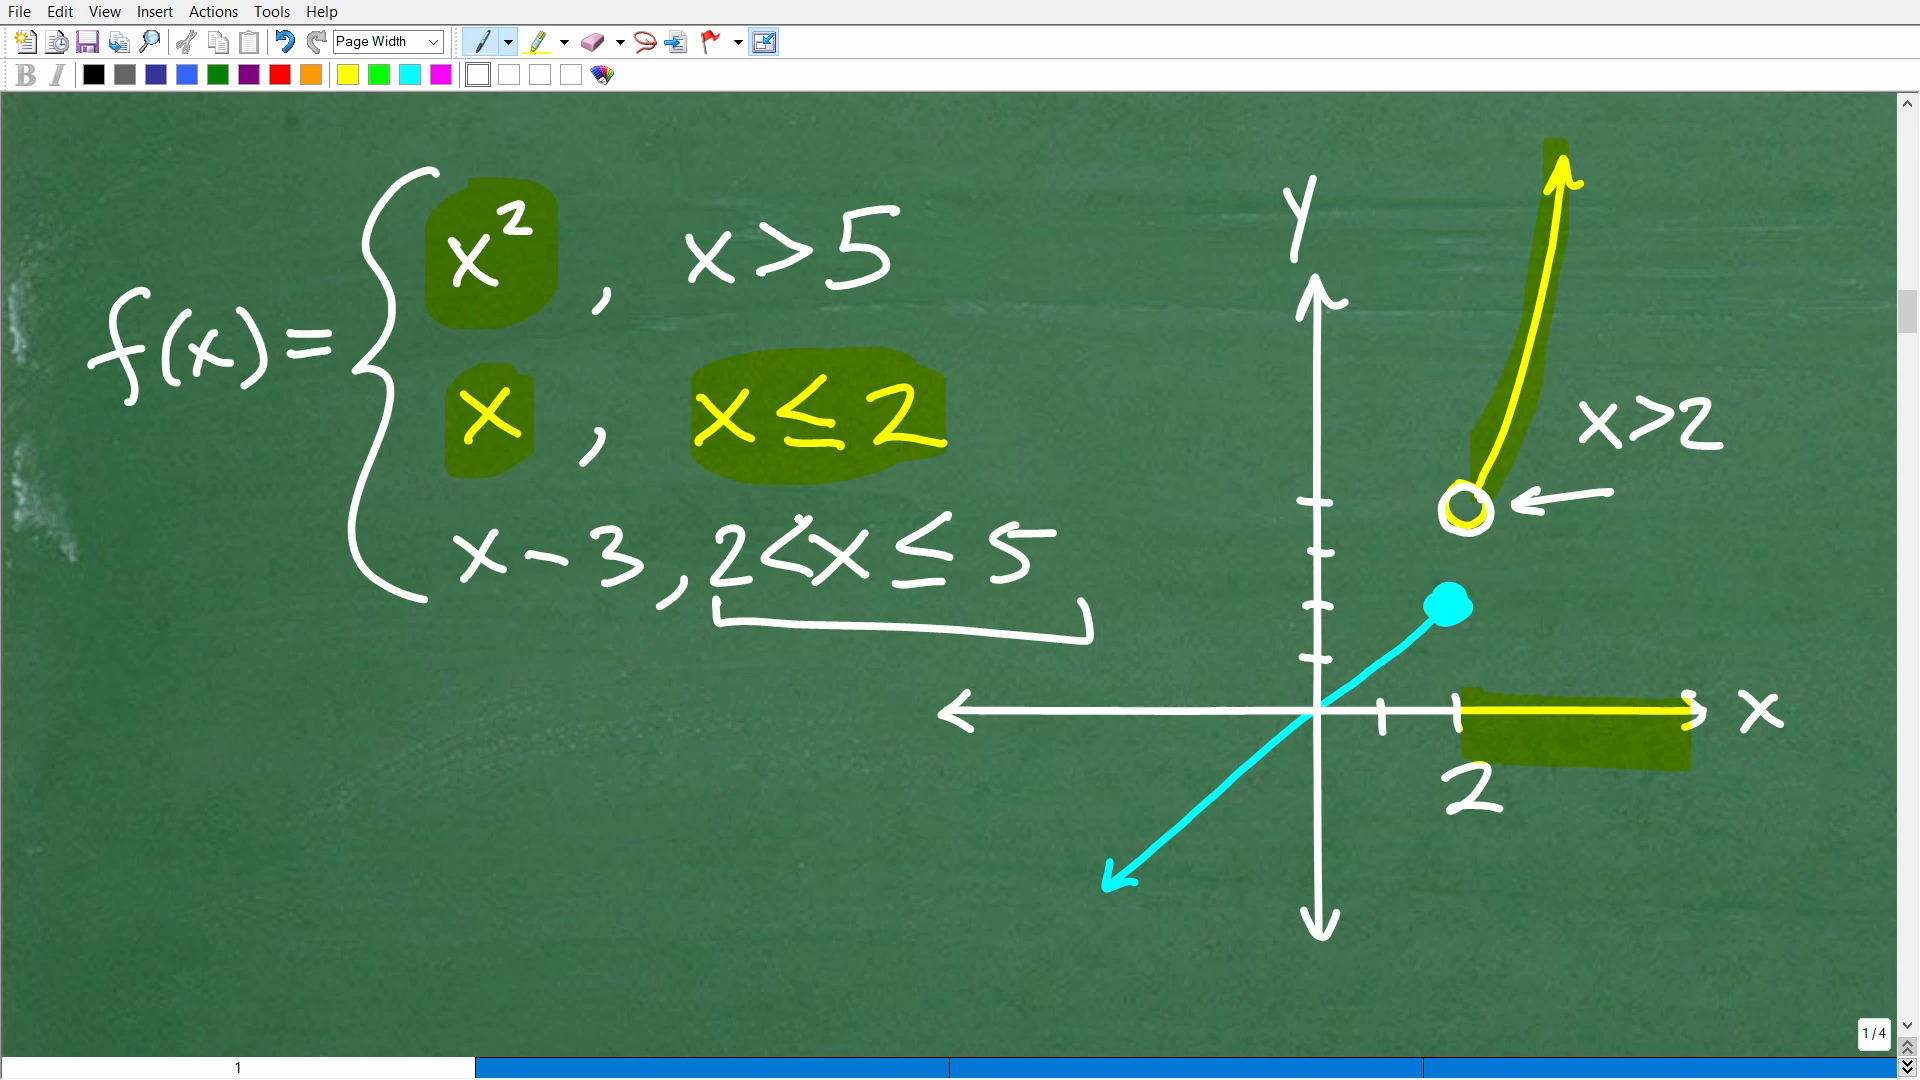 File Edit View Insert Actions Tools Help
Page Width
B I
f(x)=
x², x>5
x, x≤2
x-3, 2<x≤5
y
x>2
x
2
1 / 4
1